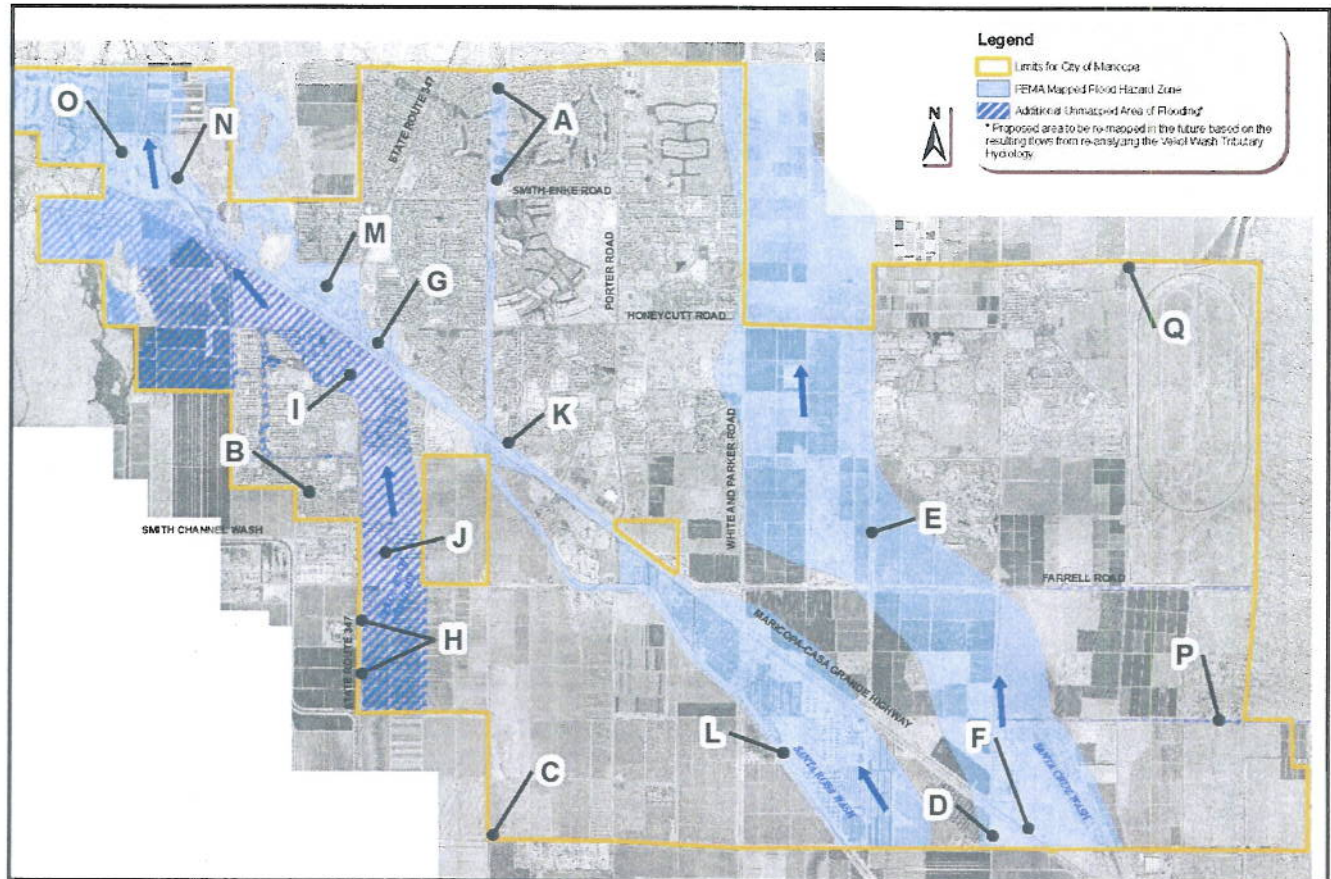 Legend
Limits for City of Maricopa
FEMA Mapped Flood Hazard Zone
Additional Unmapped Area of Flooding*
* Proposed area to be re-mapped in the future based on the
resulting flows from re-analyzing the Vekol Wash Tributary
Hydrology
N
O
N
A
STATE ROUTE 347
SMITH-ENKE ROAD
M
G
PORTER ROAD
HONEYCUTT ROAD
Q
I
K
B
WHITE AND PARKER ROAD
E
SMITH CHANNEL WASH
J
FARRELL ROAD
H
STATE ROUTE 347
MARICOPA-CASA GRANDE HIGHWAY
P
L
F
C
D
SANTA ROSA WASH
SANTA CRUZ WASH